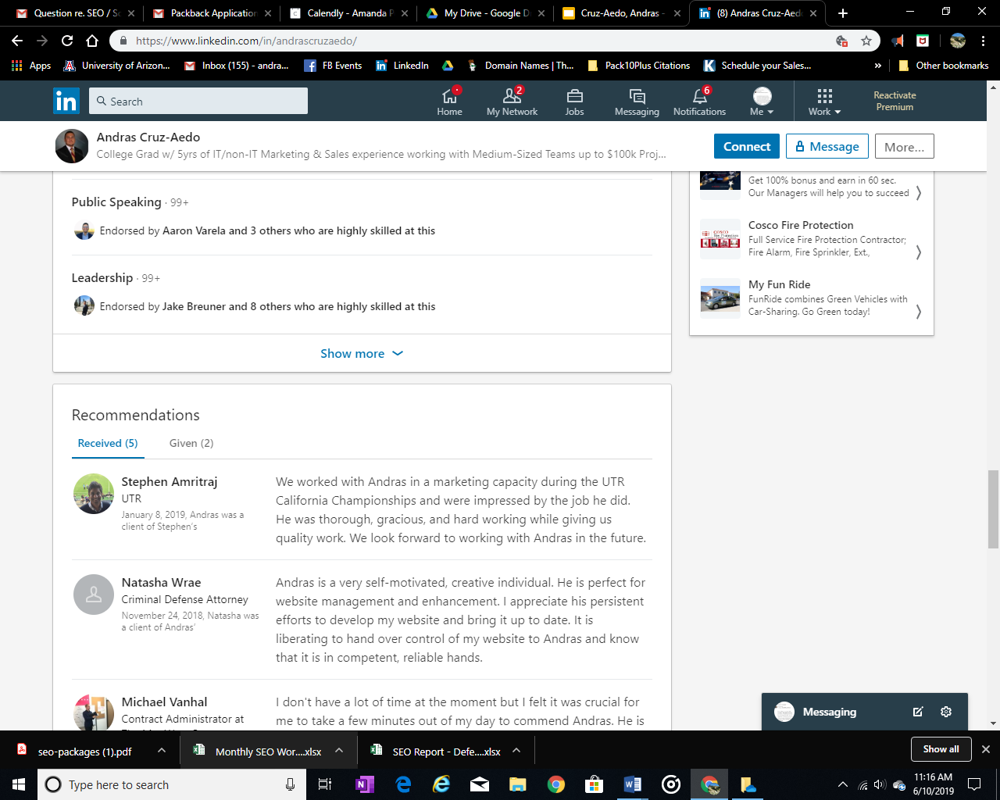 Question re. SEO / Sc
Packback Application
Calendly - Amanda P
My Drive - Google D
Cruz-Aedo, Andras -
(8) Andras Cruz-Aedo
https://www.linkedin.com/in/andrascruzaedo/
Apps
University of Arizon...
Inbox (155) - andra...
FB Events
LinkedIn
Domain Names | Th...
Pack10Plus Citations
Schedule your Sales...
»
Other bookmarks
in
Search
Home
2
My Network
Jobs
Messaging
6
Notifications
Me
Work
Reactivate
Premium
Andras Cruz-Aedo
College Grad w/ 5yrs of IT/non-IT Marketing & Sales experience working with Medium-Sized Teams up to $100k Proj...
Connect
Message
More...
Public Speaking · 99+
Endorsed by Aaron Varela and 3 others who are highly skilled at this
Leadership · 99+
Endorsed by Jake Breuner and 8 others who are highly skilled at this
Show more
Get 100% bonus and earn in 60 sec.
Our Managers will help you to succeed
Cosco Fire Protection
Full Service Fire Protection Contractor;
Fire Alarm, Fire Sprinkler, Ext.,
My Fun Ride
FunRide combines Green Vehicles with
Car-Sharing. Go Green today!
Recommendations
Received (5)
Given (2)
Stephen Amritraj
UTR
January 8, 2019, Andras was a
client of Stephen's
We worked with Andras in a marketing capacity during the UTR
California Championships and were impressed by the job he did.
He was thorough, gracious, and hard working while giving us
quality work. We look forward to working with Andras in the future.
Natasha Wrae
Criminal Defense Attorney
November 24, 2018, Natasha was
a client of Andras'
Andras is a very self-motivated, creative individual. He is perfect for
website management and enhancement. I appreciate his persistent
efforts to develop my website and bring it up to date. It is
liberating to hand over control of my website to Andras and know
that it is in competent, reliable hands.
Michael Vanhal
Contract Administrator at
I don't have a lot of time at the moment but I felt it was crucial for
me to take a few minutes out of my day to commend Andras. He is
Messaging
seo-packages (1).pdf
Monthly SEO Wor....xlsx
SEO Report - Defe....xlsx
Show all
Type here to search
11:16 AM
6/10/2019